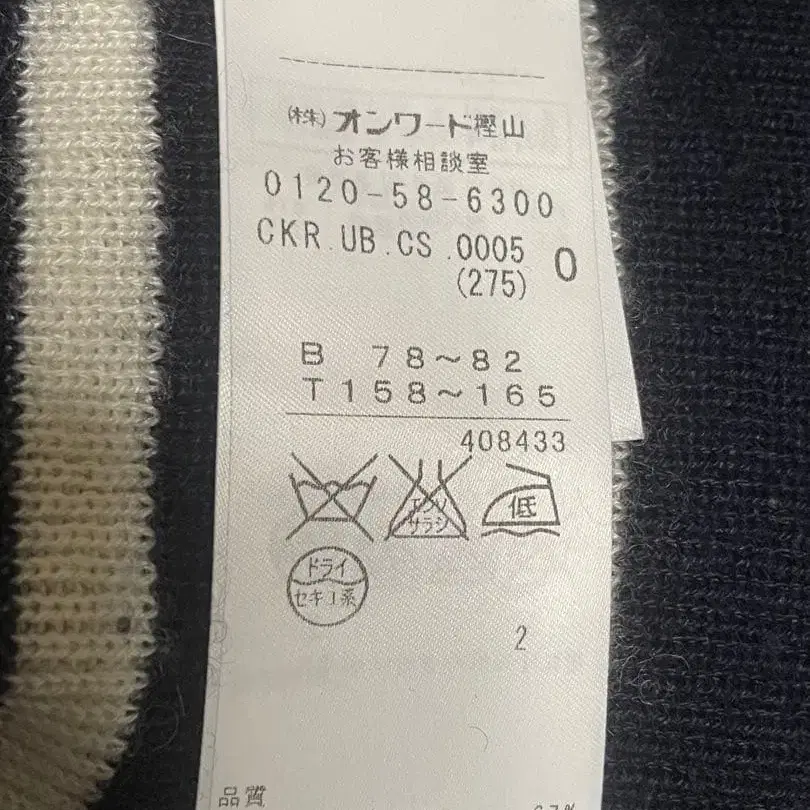 (株)オンワード樫山
お客様相談室
0120-58-6300
CKR.UB.CS.0005 0
(275)
B 78~82
T158~165
408433
エンソ
サラシ
低
ドライ
セキユ系
2
品質